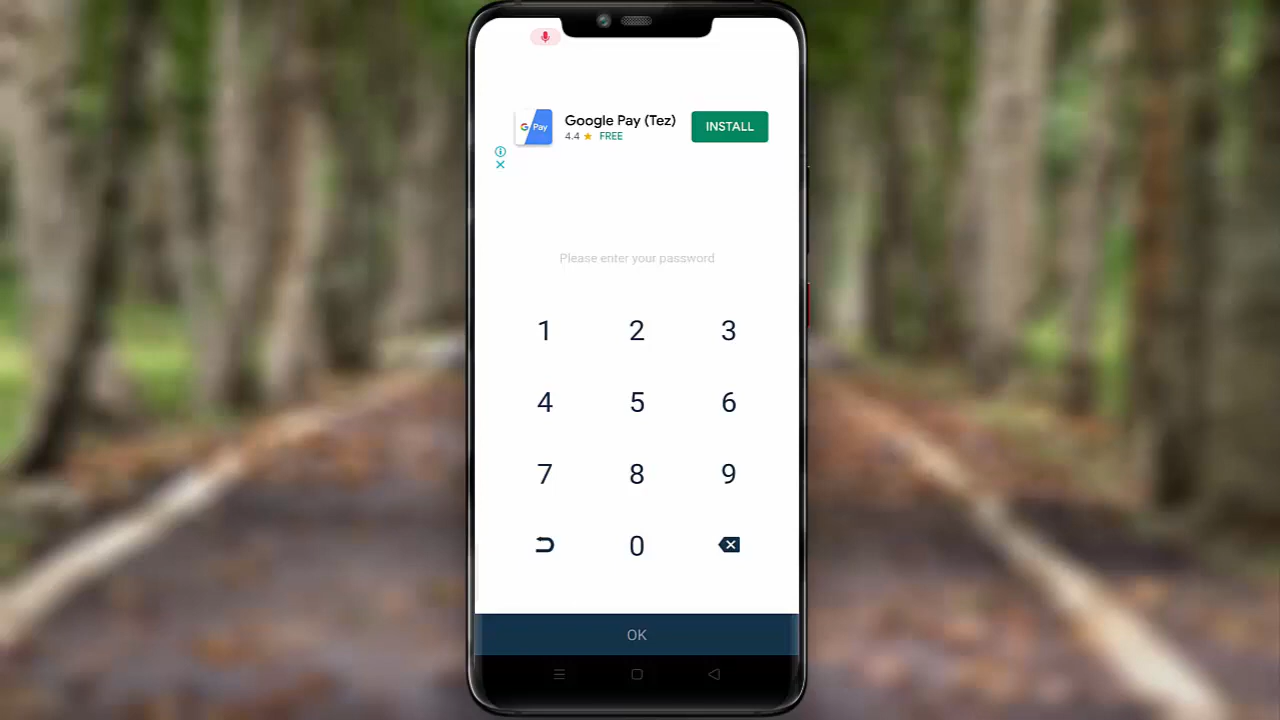 G Pay
Google Pay (Tez)
4.4 ★ FREE
INSTALL
Please enter your password
1 2 3
4 5 6
7 8 9
0
OK